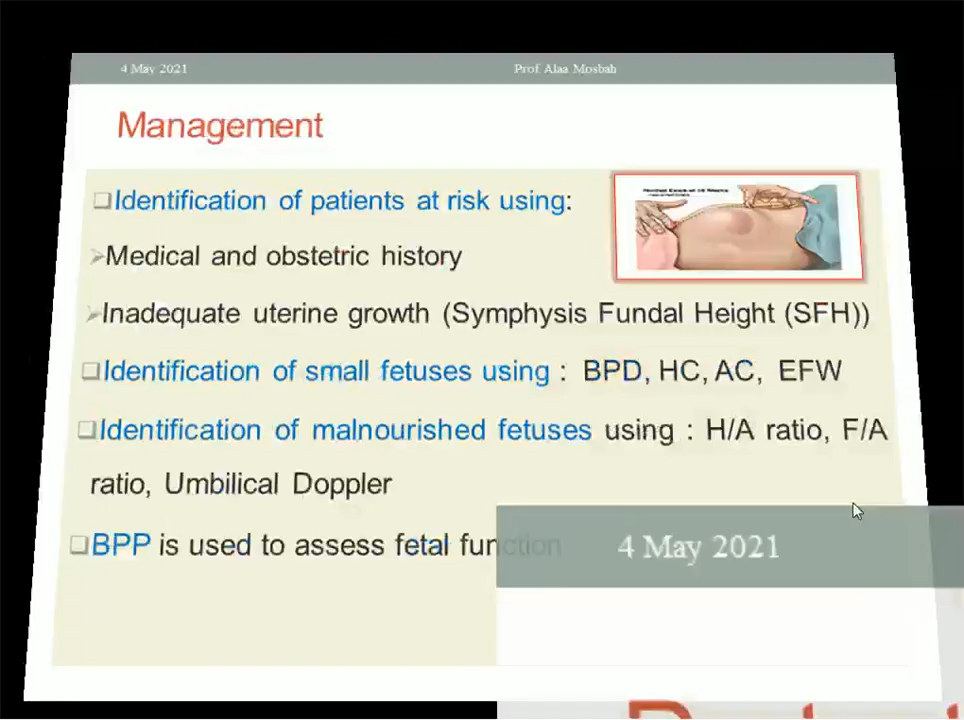 4 May 2021
Prof Alaa Mosbah
Management
Identification of patients at risk using:
Medical and obstetric history
Inadequate uterine growth (Symphysis Fundal Height (SFH))
Identification of small fetuses using : BPD, HC, AC, EFW
Identification of malnourished fetuses using : H/A ratio, F/A
ratio, Umbilical Doppler
BPP is used to assess fetal function
4 May 2021